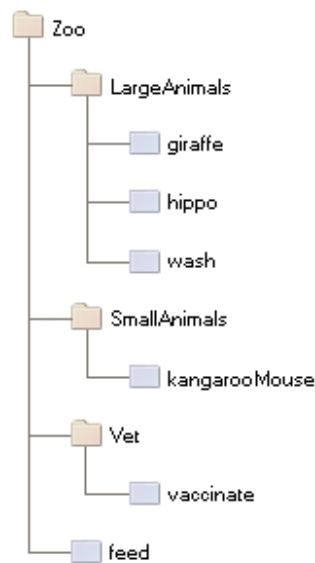 Zoo
LargeAnimals
giraffe
hippo
wash
SmallAnimals
kangarooMouse
Vet
vaccinate
feed